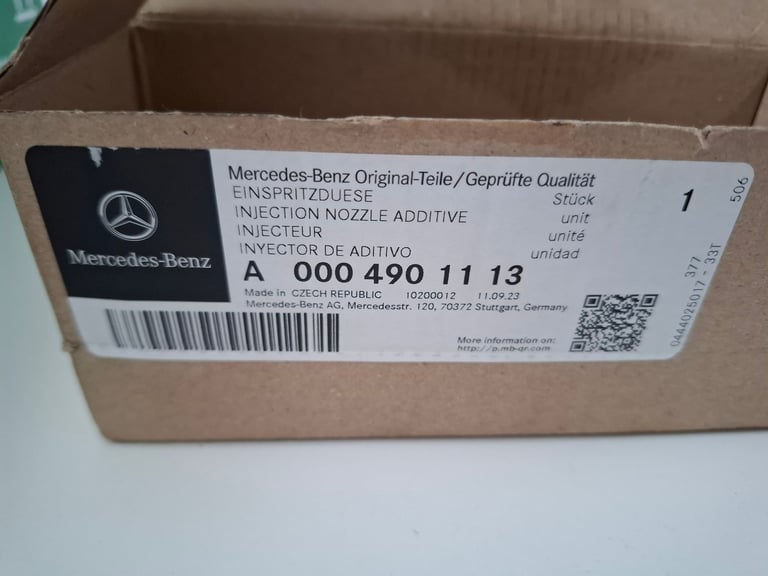 Mercedes-Benz
Mercedes-Benz Original-Teile/Geprüfte Qualität
EINSPRITZDUESE Stück 1
INJECTION NOZZLE ADDITIVE unit
INJECTEUR unité
INYECTOR DE ADITIVO unidad
A 000 490 11 13
Made in CZECH REPUBLIC 10200012 11.09.23
Mercedes-Benz AG, Mercedesstr. 120, 70372 Stuttgart, Germany
More information on:
http://p.mb-qr.com
0444025017 - 33T
377
506